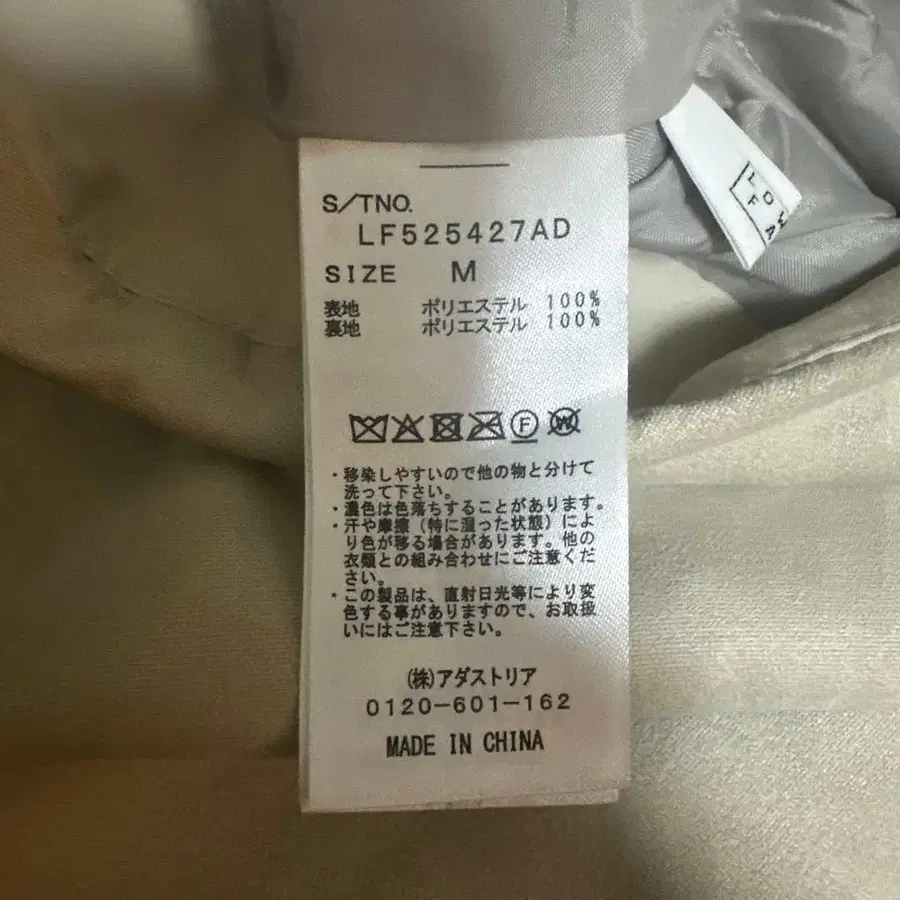 S/TNO.
LF525427AD
SIZE M
表地 ポリエステル 100%
裏地 ポリエステル 100%
・移染しやすいので他の物と分けて
洗って下さい。
・濃色は色落ちすることがあります。
・汗や摩擦（特に湿った状態）によ
り色が移る場合があります。他の
衣類との組み合わせにご注意くだ
さい。
・この製品は、直射日光等により変
色する事がありますので、お取扱
いにはご注意下さい。
(株)アダストリア
0120-601-162
MADE IN CHINA